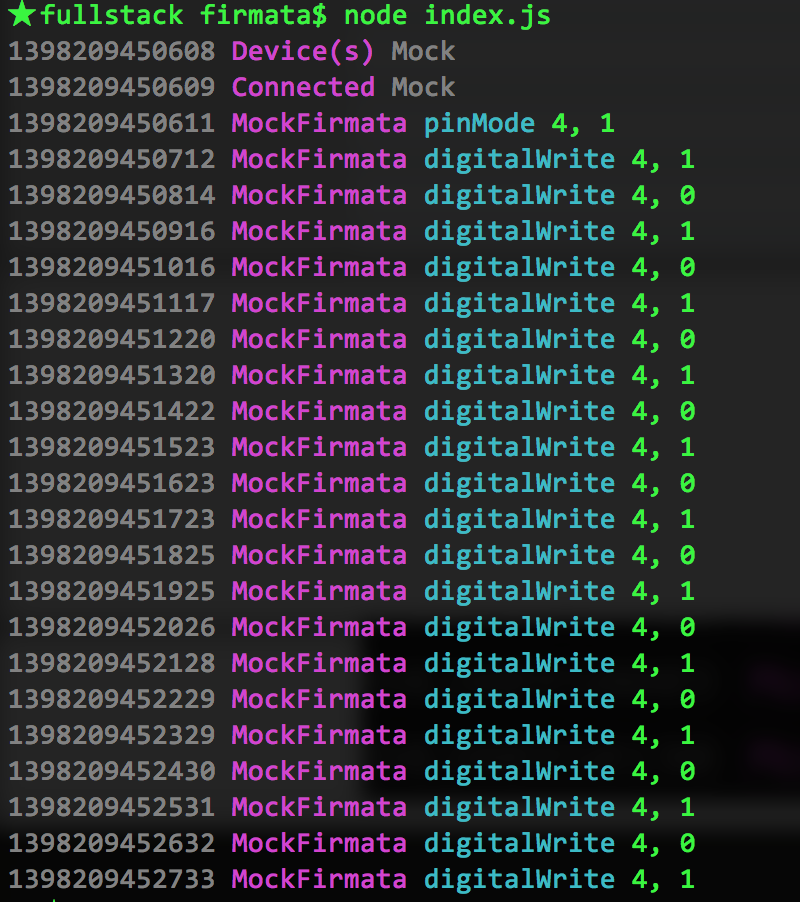 ★fullstack firmata$ node index.js
1398209450608 Device(s) Mock
1398209450609 Connected Mock
1398209450611 MockFirmata pinMode 4, 1
1398209450712 MockFirmata digitalWrite 4, 1
1398209450814 MockFirmata digitalWrite 4, 0
1398209450916 MockFirmata digitalWrite 4, 1
1398209451016 MockFirmata digitalWrite 4, 0
1398209451117 MockFirmata digitalWrite 4, 1
1398209451220 MockFirmata digitalWrite 4, 0
1398209451320 MockFirmata digitalWrite 4, 1
1398209451422 MockFirmata digitalWrite 4, 0
1398209451523 MockFirmata digitalWrite 4, 1
1398209451623 MockFirmata digitalWrite 4, 0
1398209451723 MockFirmata digitalWrite 4, 1
1398209451825 MockFirmata digitalWrite 4, 0
1398209451925 MockFirmata digitalWrite 4, 1
1398209452026 MockFirmata digitalWrite 4, 0
1398209452128 MockFirmata digitalWrite 4, 1
1398209452229 MockFirmata digitalWrite 4, 0
1398209452329 MockFirmata digitalWrite 4, 1
1398209452430 MockFirmata digitalWrite 4, 0
1398209452531 MockFirmata digitalWrite 4, 1
1398209452632 MockFirmata digitalWrite 4, 0
1398209452733 MockFirmata digitalWrite 4, 1